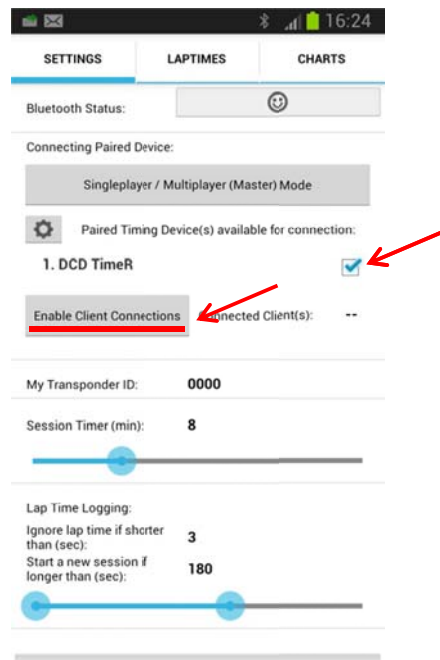 16:24
SETTINGS LAPTIMES CHARTS
Bluetooth Status:
Connecting Paired Device:
Singleplayer / Multiplayer (Master) Mode
Paired Timing Device(s) available for connection:
1. DCD TimeR
Enable Client Connections Connected Client(s): --
My Transponder ID: 0000
Session Timer (min): 8
Lap Time Logging:
Ignore lap time if shorter
than (sec): 3
Start a new session if
longer than (sec): 180